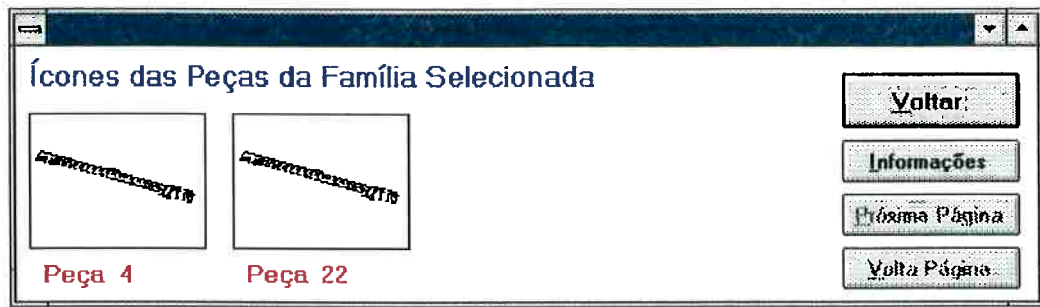 Ícones das Peças da Família Selecionada
Voltar
Informações
Próxima Página
Volta Página
Peça 4
Peça 22